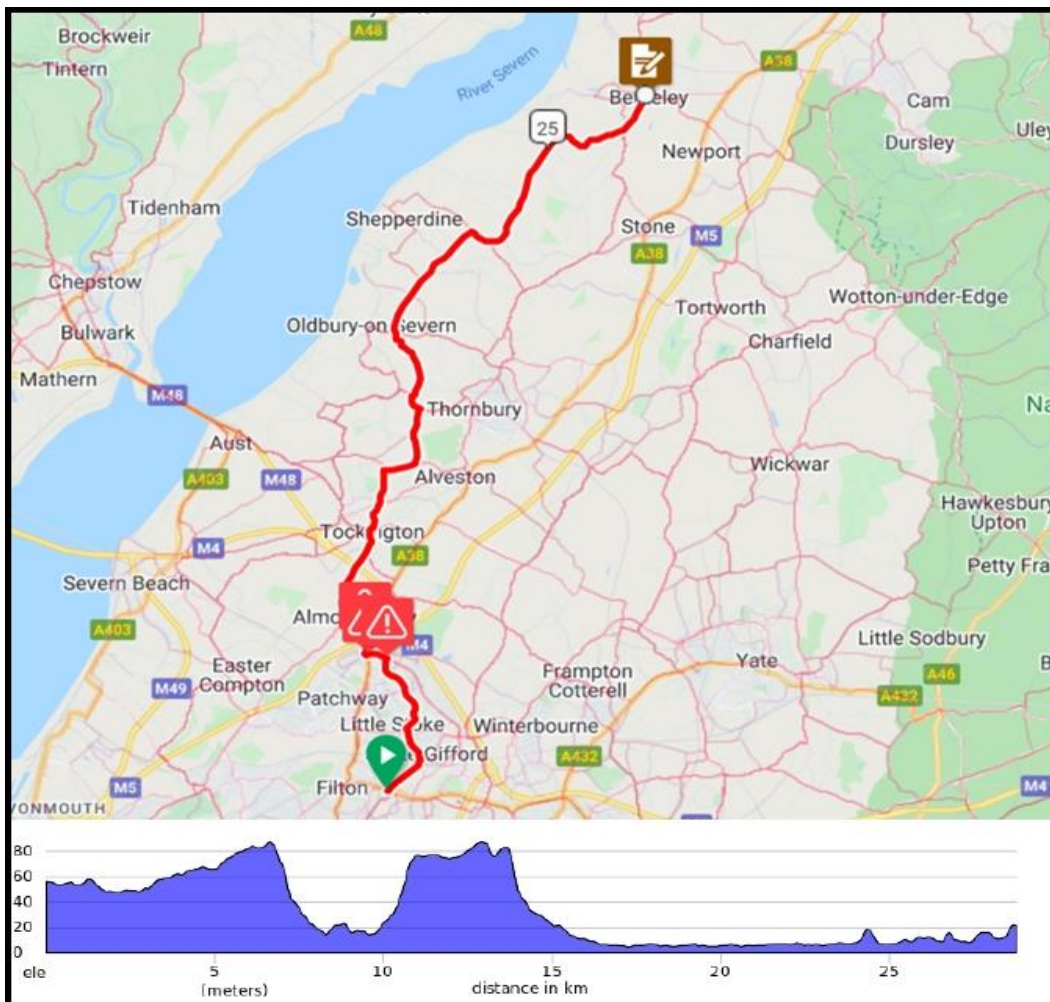 Brockweir
A48
Tintern
River Severn
A38
Berkeley
Cam
25
Dursley
Newport
Tidenham
Shepperdine
Stone
M5
A38
Chepstow
Wotton-under-Edge
Tortworth
Bulwark
Oldbury-on Severn
Charfield
Mathern
M48
Thornbury
Aust
M48
Alveston
Wickwar
A403
Hawkesbury
Upton
Tockington
M4
A38
Severn Beach
Petty Fra
A403
M4
Little Sodbury
Easter
Compton
Frampton
Cotterell
Yate
A46
M49
A432
Patchway
Little Stoke
Winterbourne
Gifford
A432
Filton
M5
M4
VONMOUTH
80
60
40
20
0
ele
5
10
15
20
25
(meters)
distance in km